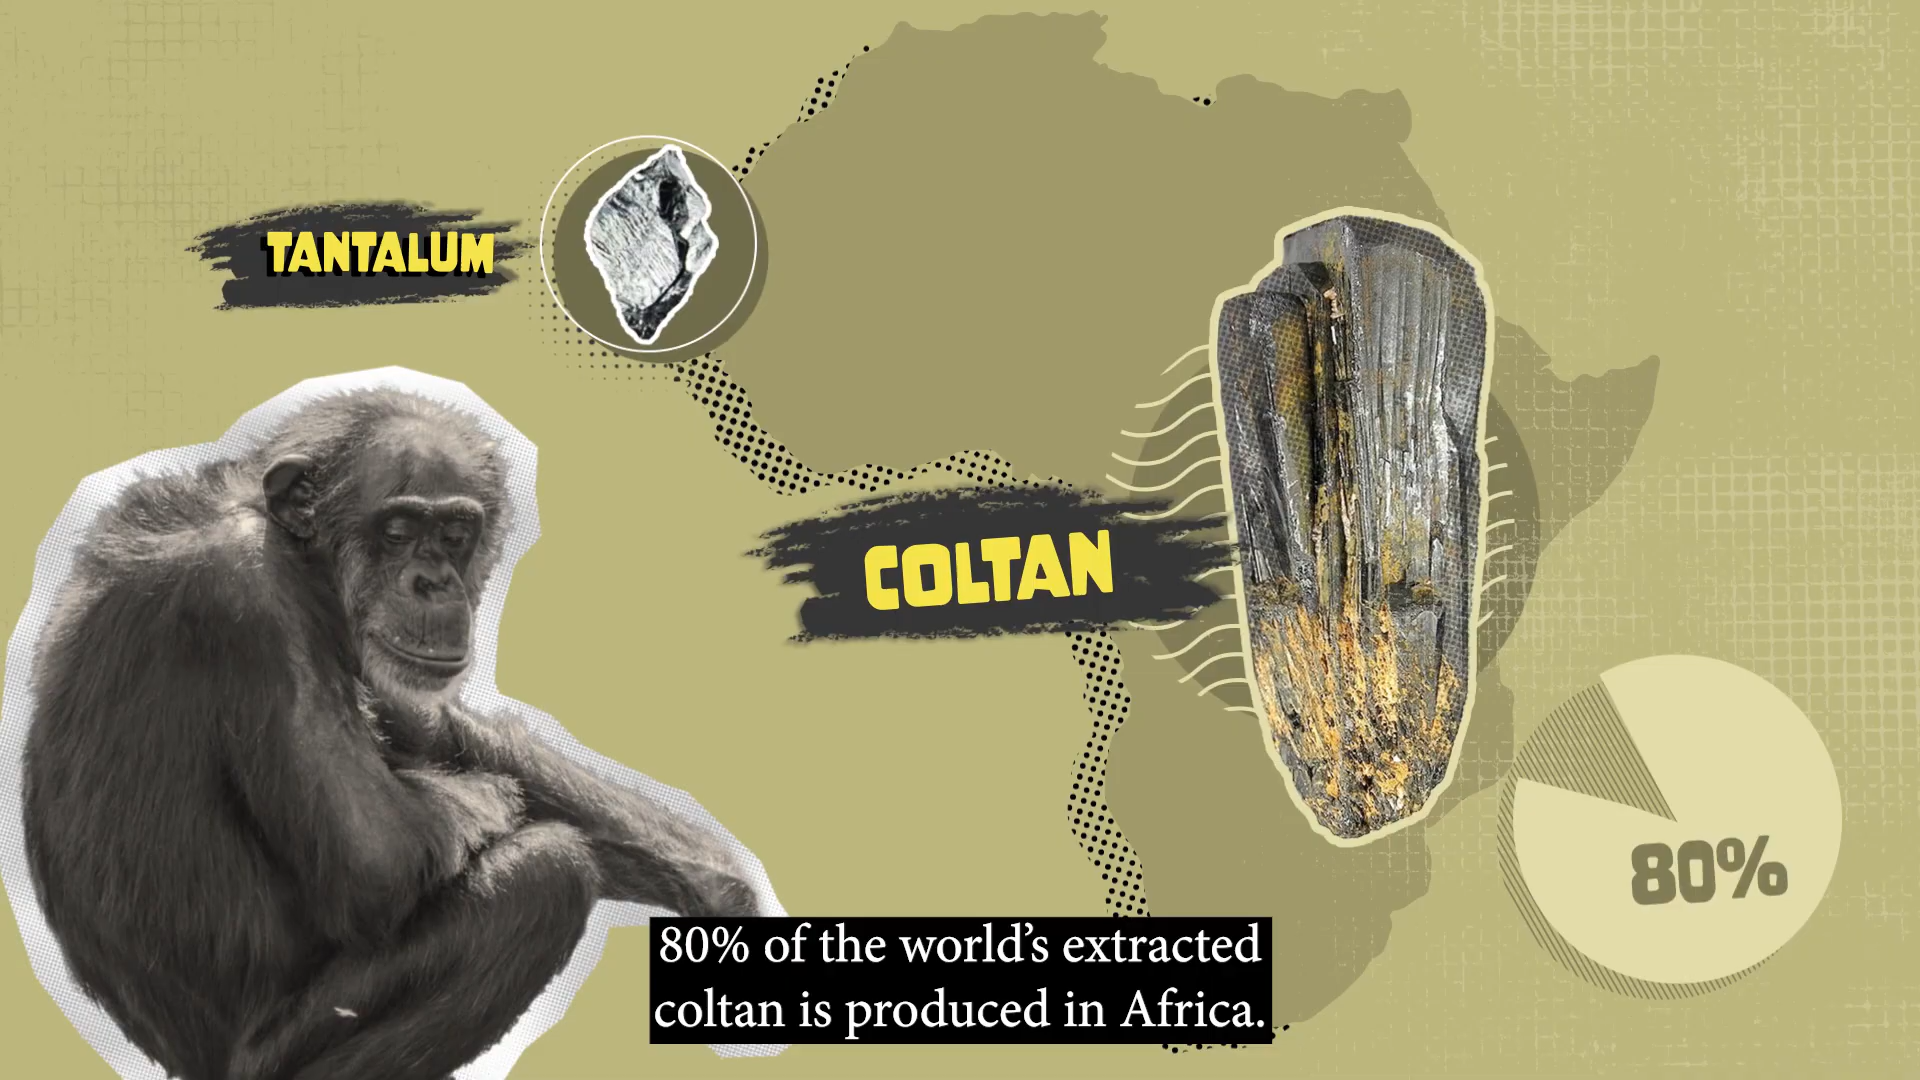 TANTALUM
COLTAN
80%
80% of the world’s extracted
coltan is produced in Africa.